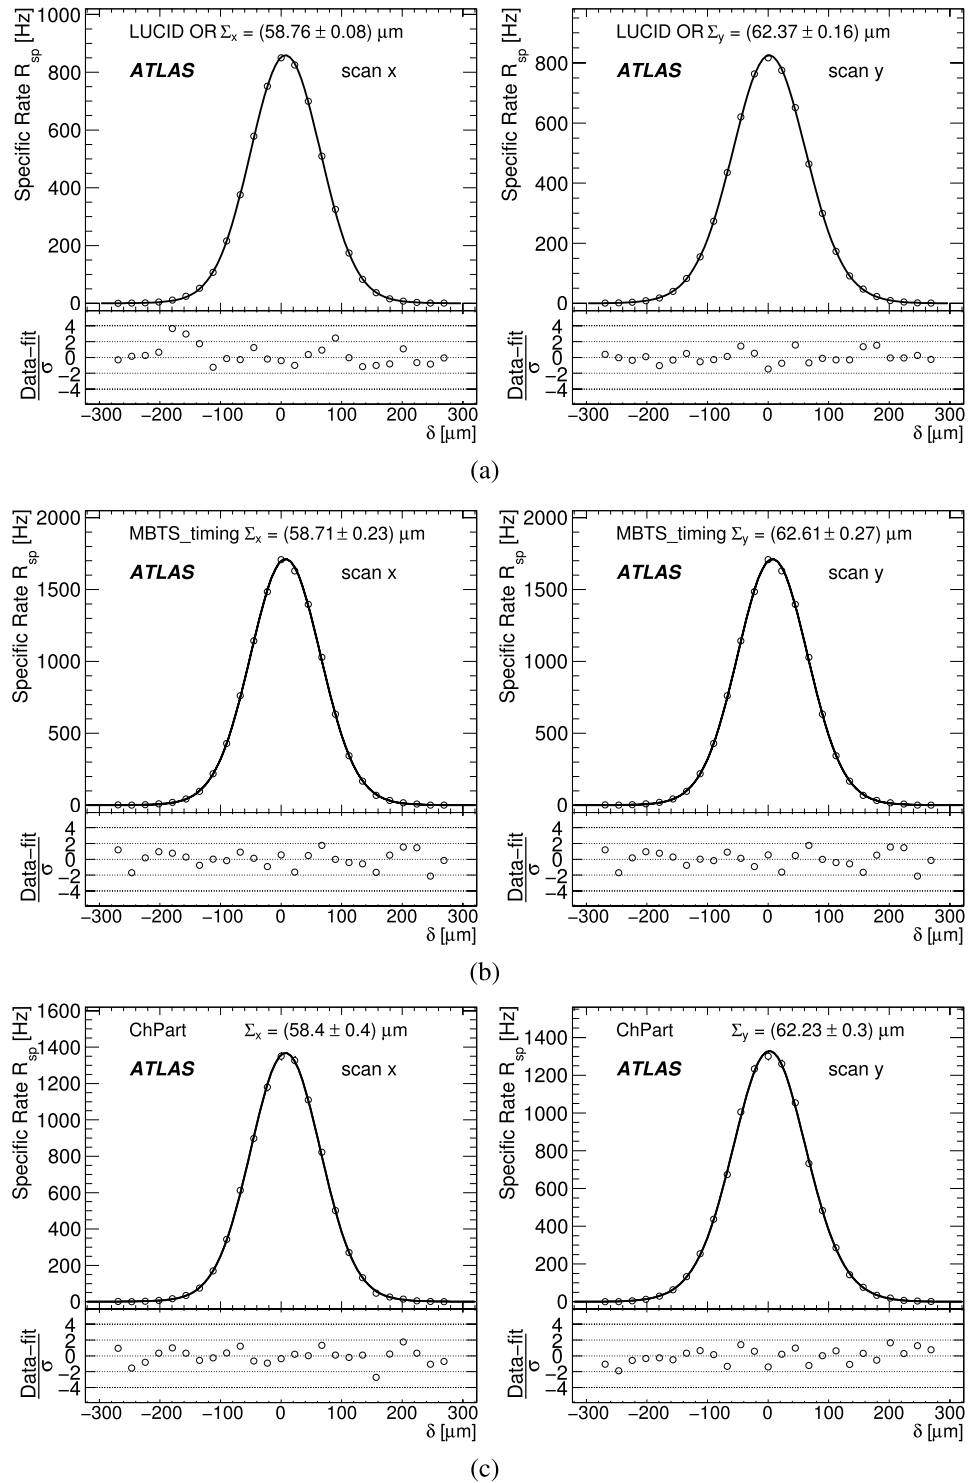 LUCID OR Σx = (58.76 ± 0.08) μm
ATLAS scan x
Specific Rate Rsp [Hz]
1000
800
600
400
200
0
Data−fit
σ
4
2
0
−2
−4
−300 −200 −100 0 100 200 300
δ [μm]
LUCID OR Σy = (62.37 ± 0.16) μm
ATLAS scan y
Specific Rate Rsp [Hz]
800
600
400
200
0
Data−fit
σ
4
2
0
−2
−4
−300 −200 −100 0 100 200 300
δ [μm]
(a)
MBTS_timing Σx = (58.71 ± 0.23) μm
ATLAS scan x
Specific Rate Rsp [Hz]
2000
1500
1000
500
0
Data−fit
σ
4
2
0
−2
−4
−300 −200 −100 0 100 200 300
δ [μm]
MBTS_timing Σy = (62.61 ± 0.27) μm
ATLAS scan y
Specific Rate Rsp [Hz]
2000
1500
1000
500
0
Data−fit
σ
4
2
0
−2
−4
−300 −200 −100 0 100 200 300
δ [μm]
(b)
ChPart Σx = (58.4 ± 0.4) μm
ATLAS scan x
Specific Rate Rsp [Hz]
1600
1400
1200
1000
800
600
400
200
0
Data−fit
σ
4
2
0
−2
−4
−300 −200 −100 0 100 200 300
δ [μm]
ChPart Σy = (62.23 ± 0.3) μm
ATLAS scan y
Specific Rate Rsp [Hz]
1400
1200
1000
800
600
400
200
0
Data−fit
σ
4
2
0
−2
−4
−300 −200 −100 0 100 200 300
δ [μm]
(c)